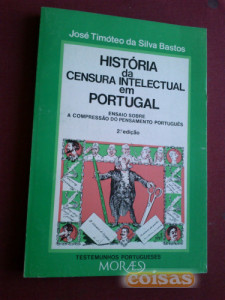 José Timóteo da Silva Bastos
HISTÓRIA
da
CENSURA INTELECTUAL
em
PORTUGAL
ENSAIO SOBRE
A COMPRESSÃO DO PENSAMENTO PORTUGUÊS
2.ª edição
TESTEMUNHOS PORTUGUESES
MORÆS
coisas